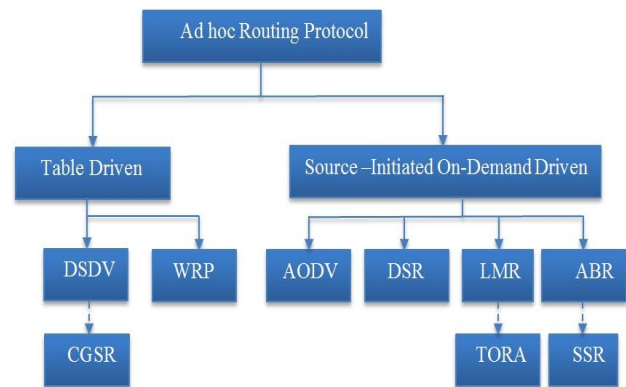 Ad hoc Routing Protocol
Table Driven
Source –Initiated On-Demand Driven
DSDV
WRP
AODV
DSR
LMR
ABR
CGSR
TORA
SSR